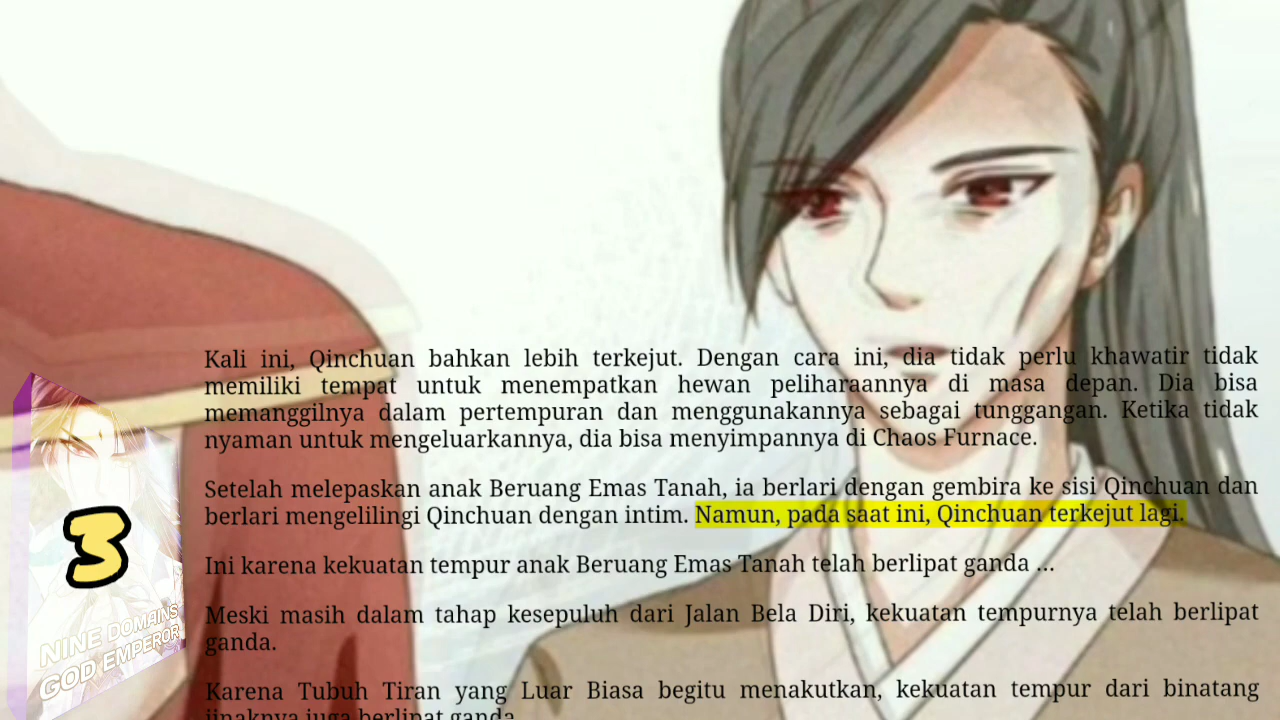 Kali ini, Qinchuan bahkan lebih terkejut. Dengan cara ini, dia tidak perlu khawatir tidak
memiliki tempat untuk menempatkan hewan peliharaannya di masa depan. Dia bisa
memanggilnya dalam pertempuran dan menggunakannya sebagai tunggangan. Ketika tidak
nyaman untuk mengeluarkannya, dia bisa menyimpannya di Chaos Furnace.
Setelah melepaskan anak Beruang Emas Tanah, ia berlari dengan gembira ke sisi Qinchuan dan
berlari mengelilingi Qinchuan dengan intim. Namun, pada saat ini, Qinchuan terkejut lagi.
Ini karena kekuatan tempur anak Beruang Emas Tanah telah berlipat ganda ...
Meski masih dalam tahap kesepuluh dari Jalan Bela Diri, kekuatan tempurnya telah berlipat
ganda.
Karena Tubuh Tiran yang Luar Biasa begitu menakutkan, kekuatan tempur dari binatang
jinaknya juga berlipat ganda.
3
NINE DOMAINS
GOD EMPEROR